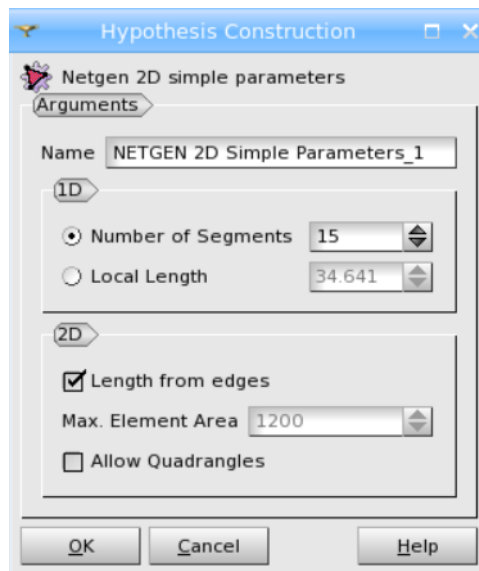 Hypothesis Construction
Netgen 2D simple parameters
Arguments
Name NETGEN 2D Simple Parameters_1
1D
Number of Segments 15
Local Length 34.641
2D
Length from edges
Max. Element Area 1200
Allow Quadrangles
OK Cancel Help